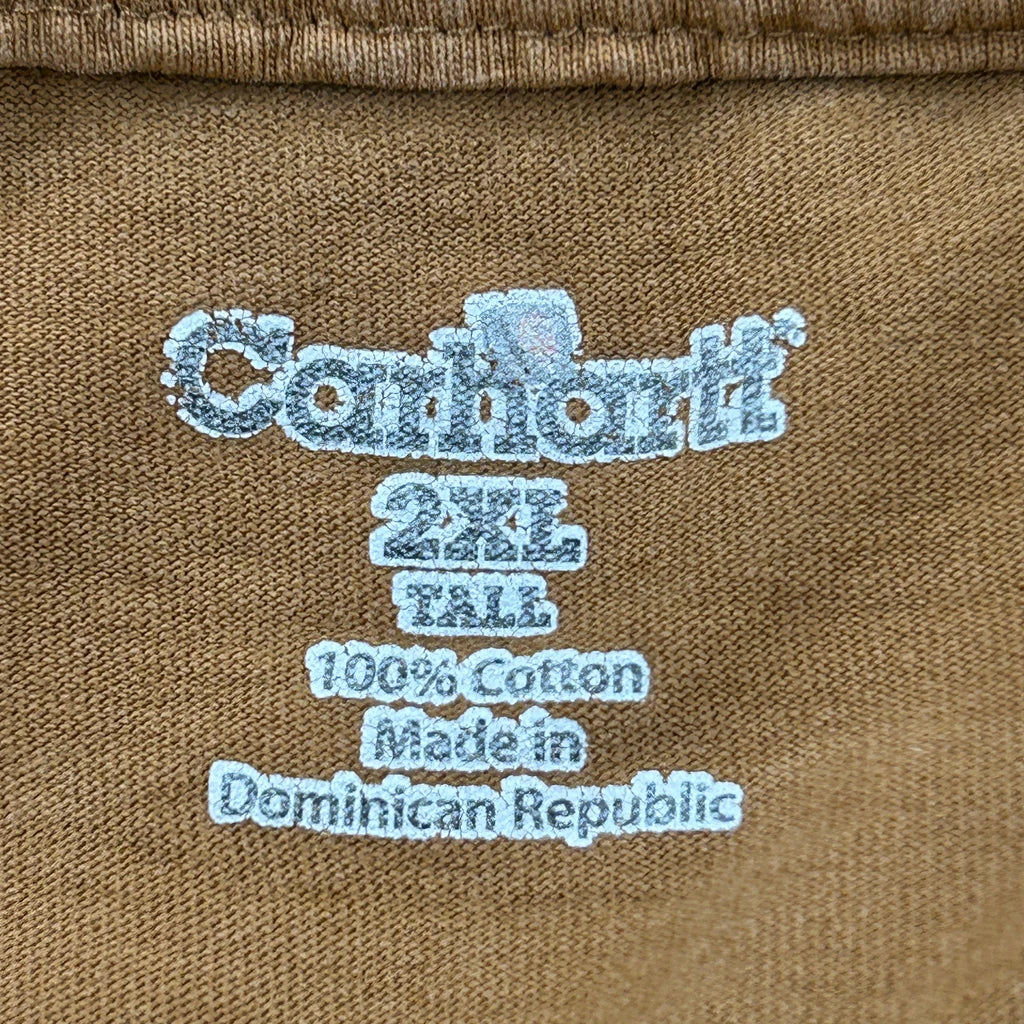 Carhartt
2XL
TALL
100% Cotton
Made in
Dominican Republic